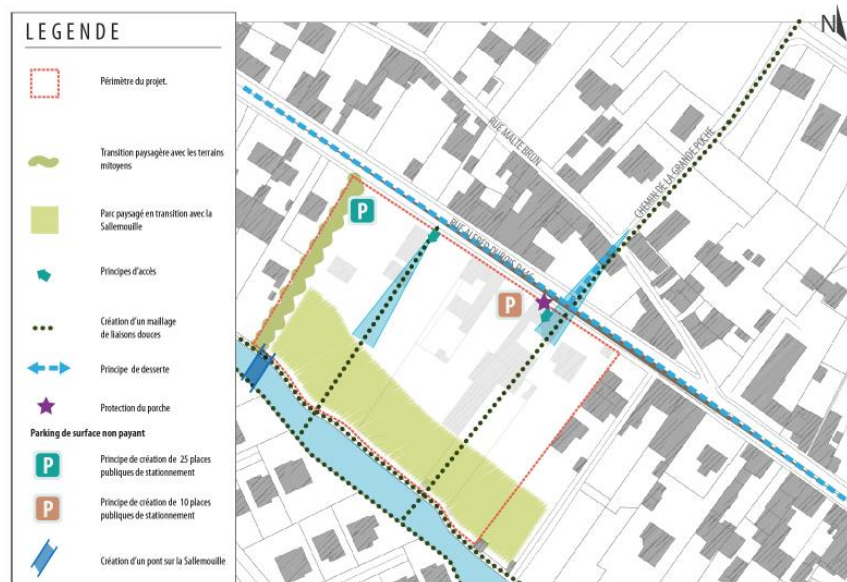 LEGENDE
Périmètre du projet.
Transition paysagère avec les terrains
mitoyens
Parc paysagé en transition avec la
Sallemouille
Principes d'accès
Création d'un maillage
de liaisons douces
Principe de desserte
Protection du porche
Parking de surface non payant
P
Principe de création de 25 places
publiques de stationnement
P
Principe de création de 10 places
publiques de stationnement
Création d'un pont sur la Sallemouille
N
RUE MALTE BRUN
CHEMIN DE LA GRANDE POCHE
P
RUE ALFRED DUBOIS
P